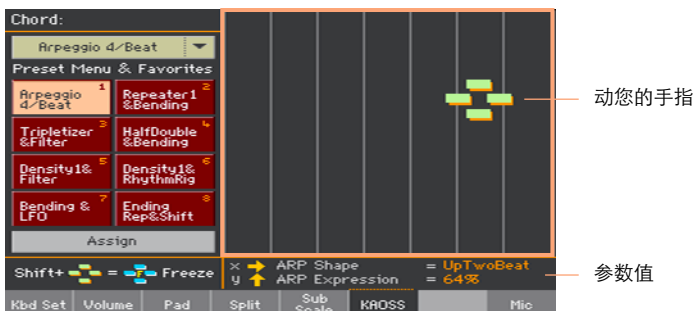 Chord:
Arpeggio 4/Beat
Preset Menu & Favorites
Arpeggio 4/Beat 1
Repeater1 &Bending 2
Tripletizer &Filter 3
HalfDouble &Bending 4
Density1& Filter 5
Density1& RhythmRig 6
Bending & LFO 7
Ending Rep&Shift 8
Assign
Shift+ = F Freeze
x ARP Shape = UpTwoBeat
y ARP Expression = 64%
Kbd Set Volume Pad Split Sub Scale KAOSS Mic
动您的手指
参数值